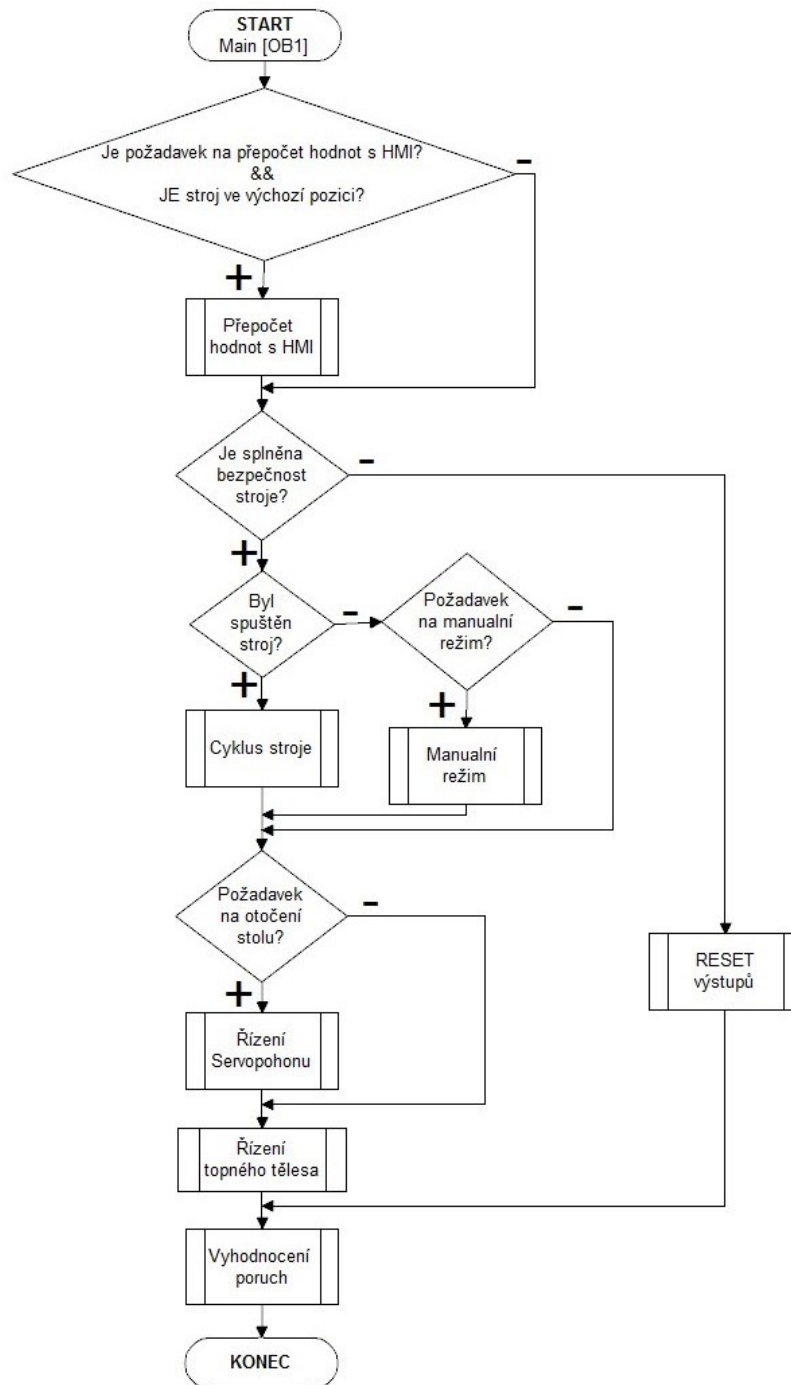 START
Main [OB1]
Je požadavek na přepočet hodnot s HMI?
&&
JE stroj ve výchozí pozici?
-
+
Přepočet
hodnot s HMI
Je splněna
bezpečnost
stroje?
-
+
Byl
spuštěn
stroj?
-
Požadavek
na manualní
režim?
-
+
+
Cyklus stroje
Manualní
režim
Požadavek
na otočení
stolu?
-
+
RESET
výstupů
Řízení
Servopohonu
Řízení
topného tělesa
Vyhodnocení
poruch
KONEC